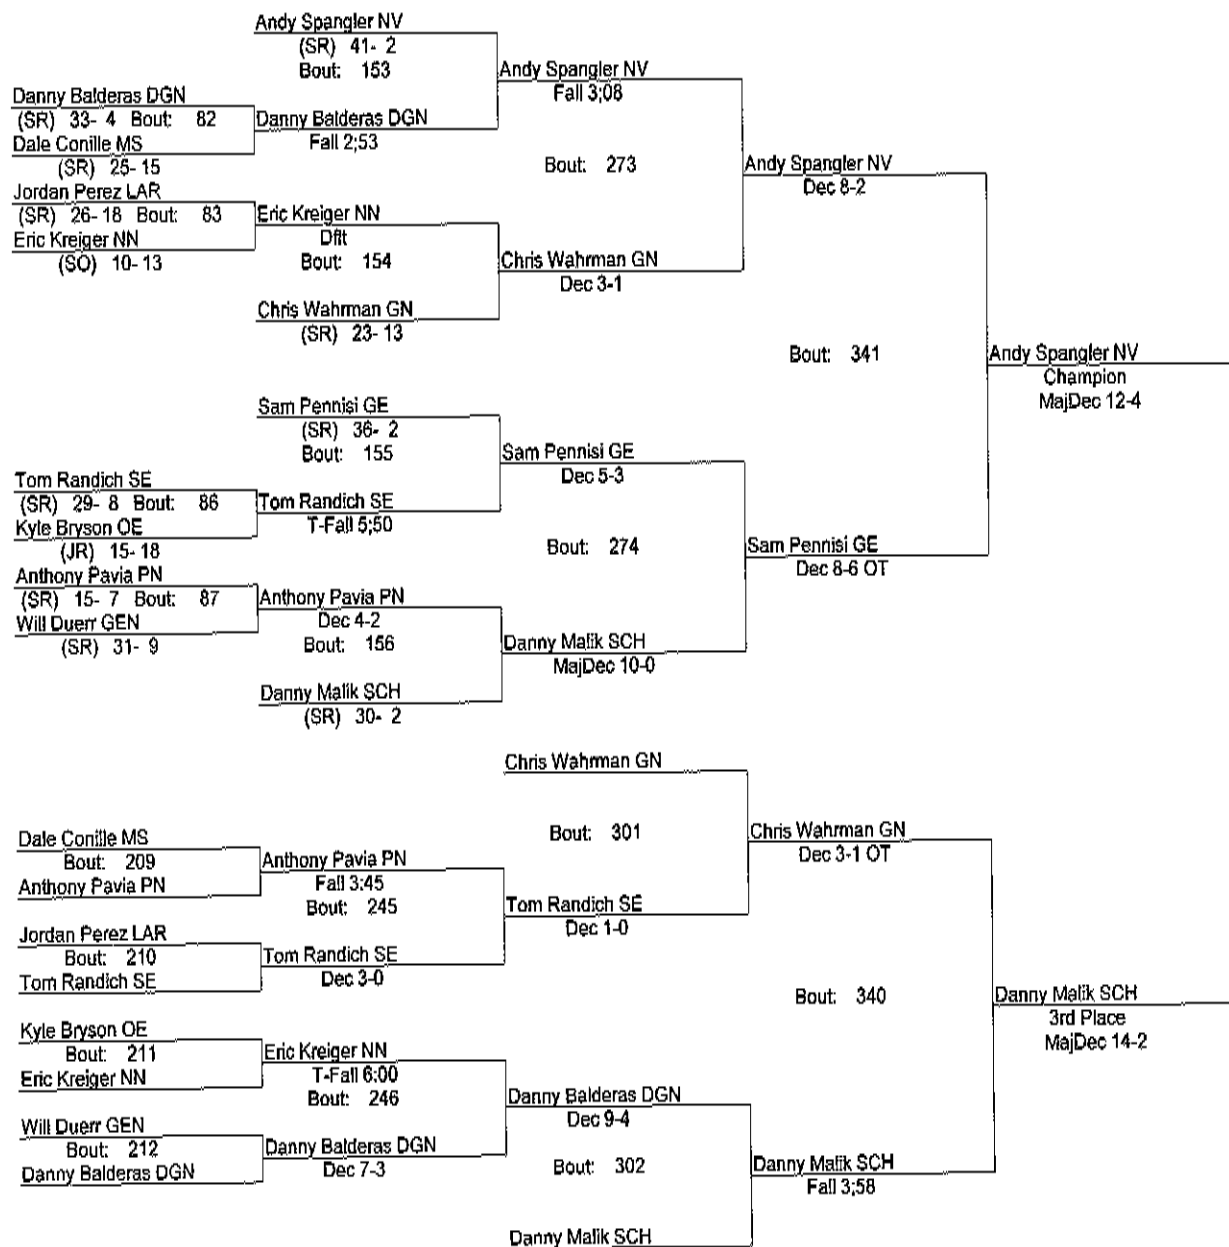 Andy Spangler NV
(SR) 41- 2
Bout: 153
Andy Spangler NV
Fall 3;08
Danny Balderas DGN
(SR) 33- 4 Bout: 82
Danny Balderas DGN
Fall 2;53
Dale Conille MS
(SR) 25- 15
Bout: 273
Andy Spangler NV
Dec 8-2
Jordan Perez LAR
(SR) 26- 18 Bout: 83
Eric Kreiger NN
Dflt
Eric Kreiger NN
(SO) 10- 13
Bout: 154
Chris Wahrman GN
Dec 3-1
Chris Wahrman GN
(SR) 23- 13
Bout: 341
Andy Spangler NV
Champion
MajDec 12-4
Sam Pennisi GE
(SR) 36- 2
Bout: 155
Sam Pennisi GE
Dec 5-3
Tom Randich SE
(SR) 29- 8 Bout: 86
Tom Randich SE
T-Fall 5;50
Kyle Bryson OE
(JR) 15- 18
Bout: 274
Sam Pennisi GE
Dec 8-6 OT
Anthony Pavia PN
(SR) 15- 7 Bout: 87
Anthony Pavia PN
Dec 4-2
Will Duerr GEN
(SR) 31- 9
Bout: 156
Danny Malik SCH
MajDec 10-0
Danny Malik SCH
(SR) 30- 2
Chris Wahrman GN
Bout: 301
Chris Wahrman GN
Dec 3-1 OT
Dale Conille MS
Bout: 209
Anthony Pavia PN
Fall 3:45
Anthony Pavia PN
Bout: 245
Tom Randich SE
Dec 1-0
Jordan Perez LAR
Bout: 210
Tom Randich SE
Dec 3-0
Tom Randich SE
Bout: 340
Danny Malik SCH
3rd Place
MajDec 14-2
Kyle Bryson OE
Bout: 211
Eric Kreiger NN
T-Fall 6:00
Eric Kreiger NN
Bout: 246
Danny Balderas DGN
Dec 9-4
Will Duerr GEN
Bout: 212
Danny Balderas DGN
Dec 7-3
Danny Balderas DGN
Bout: 302
Danny Malik SCH
Fall 3;58
Danny Malik SCH